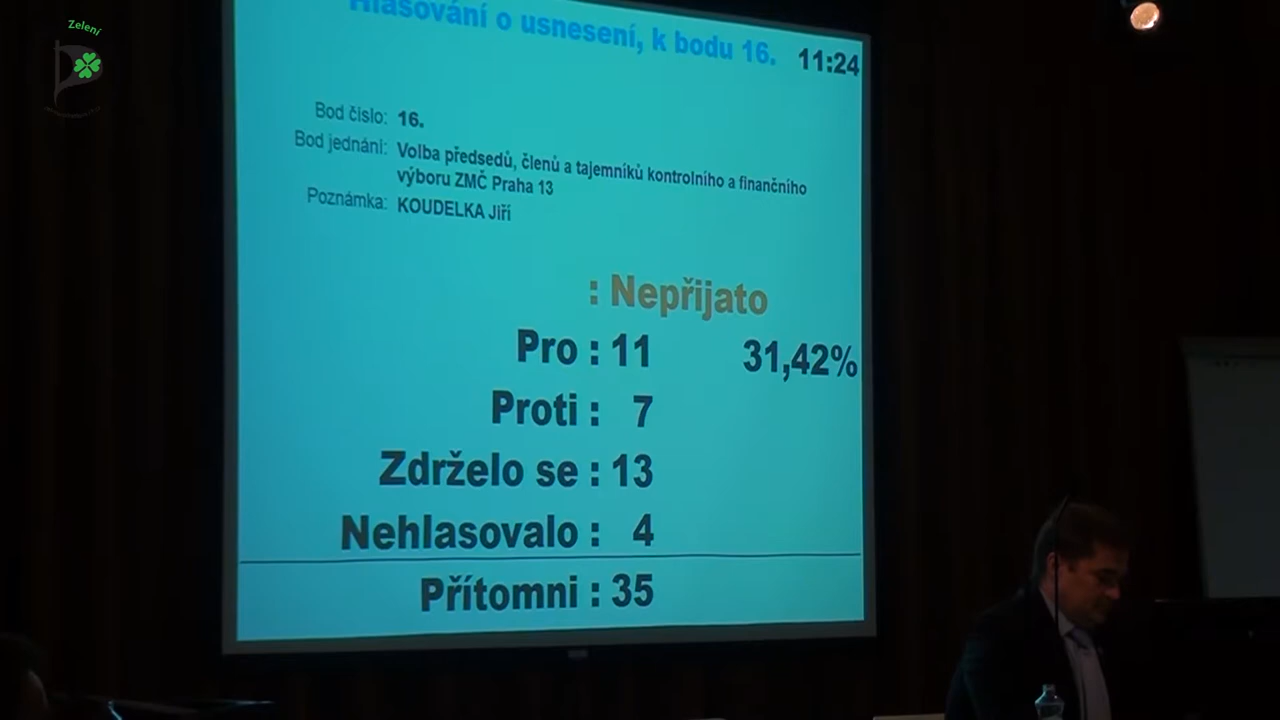 Zelení
Hlasování o usnesení, k bodu 16. 11:24
Bod číslo: 16.
Bod jednání: Volba předsedů, členů a tajemníků kontrolního a finančního
výboru ZMČ Praha 13
Poznámka: KOUDELKA Jiří
: Nepřijato
Pro : 11 31,42%
Proti : 7
Zdrželo se : 13
Nehlasovalo : 4
Přítomni : 35